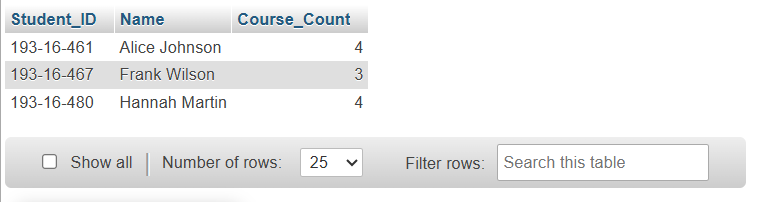 Student_ID Name Course_Count
193-16-461 Alice Johnson 4
193-16-467 Frank Wilson 3
193-16-480 Hannah Martin 4
Show all Number of rows: 25 Filter rows: Search this table